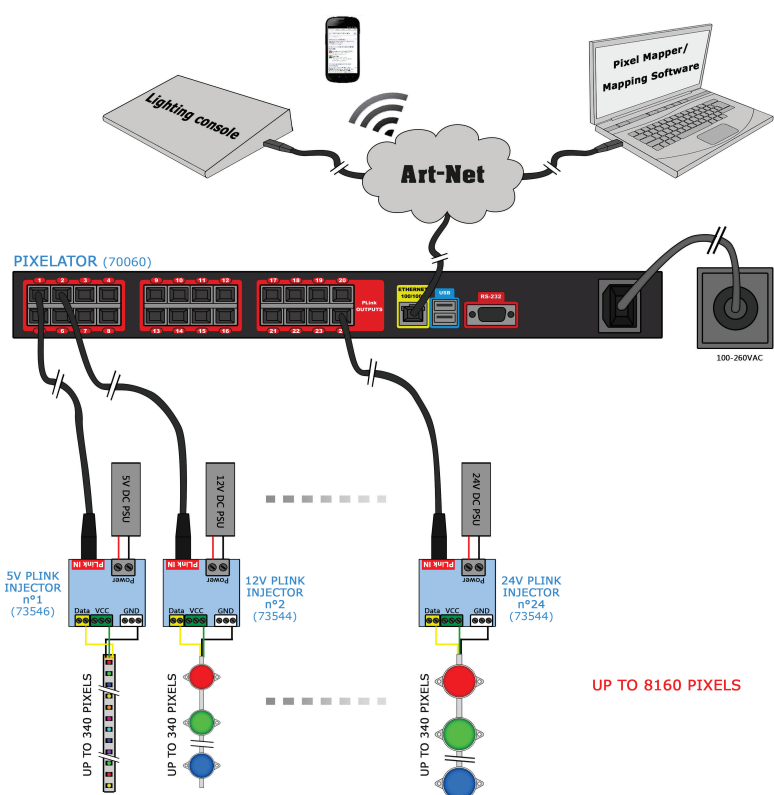 Lighting console
Pixel Mapper/
Mapping Software
Art-Net
PIXELATOR (70060)
1 2 3 4
9 10 11 12
17 18 19 20
6 7 8
13 14 15 16
21 22 23
PLink
OUTPUTS
ETHERNET
USB
RS-232
100-260VAC
5V DC PSU
12V DC PSU
24V DC PSU
PLink IN
Power
PLink IN
Power
PLink IN
Power
5V PLINK
INJECTOR
n°1
(73546)
12V PLINK
INJECTOR
n°2
(73544)
24V PLINK
INJECTOR
n°24
(73544)
Data VCC GND
Data VCC GND
Data VCC GND
UP TO 340 PIXELS
UP TO 340 PIXELS
UP TO 340 PIXELS
UP TO 8160 PIXELS